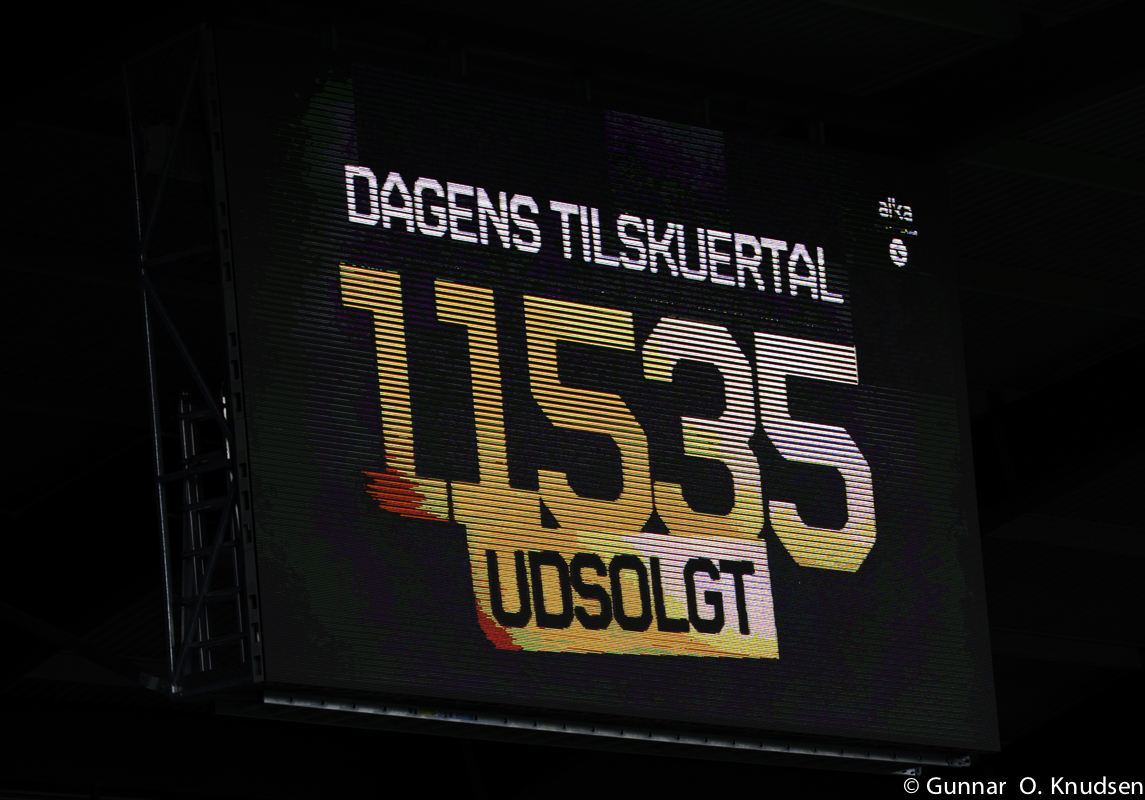 DAGENS TILSKUERTAL
alka
11535
UDSOLGT
© Gunnar O. Knudsen